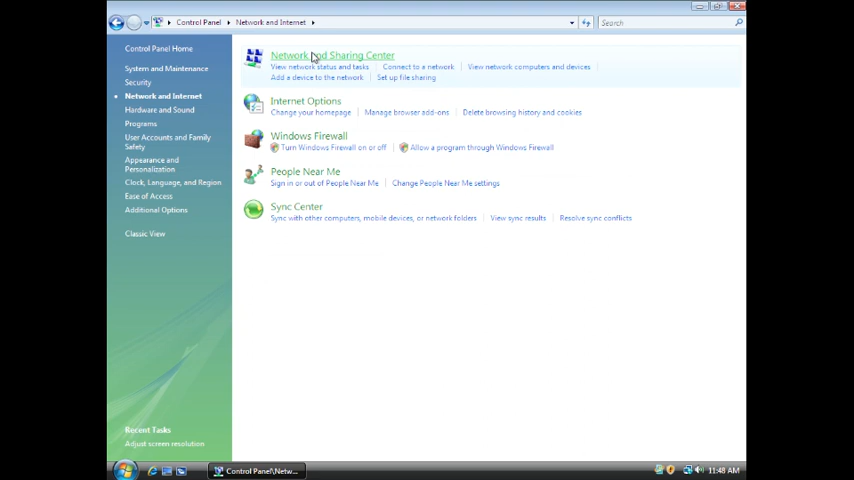 Control Panel Network and Internet
Search
Control Panel Home
System and Maintenance
Security
Network and Internet
Hardware and Sound
Programs
User Accounts and Family
Safety
Appearance and
Personalization
Clock, Language, and Region
Ease of Access
Additional Options
Classic View
Recent Tasks
Adjust screen resolution
Network and Sharing Center
View network status and tasks Connect to a network View network computers and devices
Add a device to the network Set up file sharing
Internet Options
Change your homepage Manage browser add-ons Delete browsing history and cookies
Windows Firewall
Turn Windows Firewall on or off Allow a program through Windows Firewall
People Near Me
Sign in or out of People Near Me Change People Near Me settings
Sync Center
Sync with other computers, mobile devices, or network folders View sync results Resolve sync conflicts
Control Panel\Netw...
11:48 AM